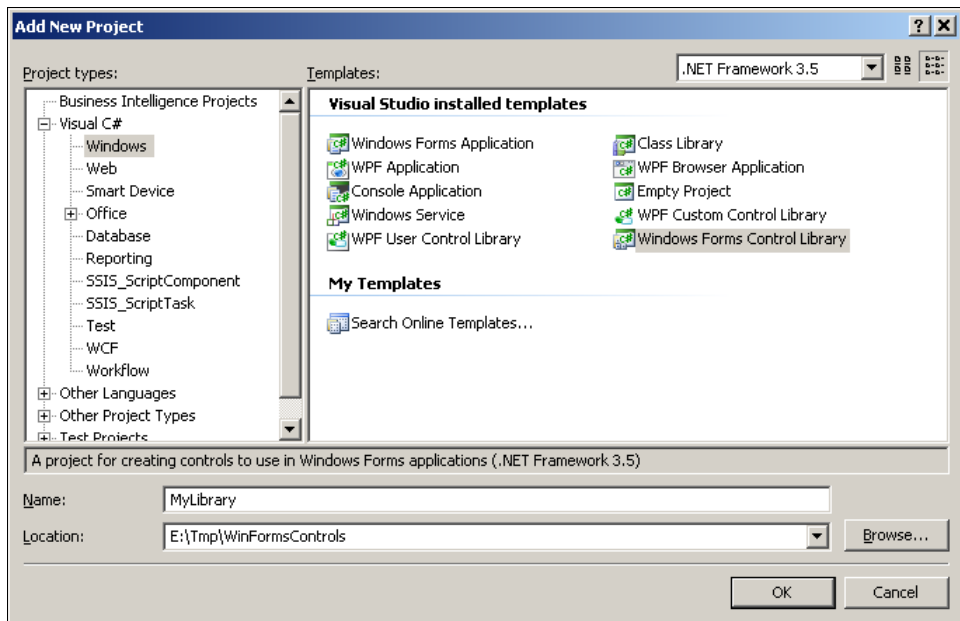 Add New Project
Project types:
Templates:
.NET Framework 3.5
Business Intelligence Projects
Visual C#
Windows
Web
Smart Device
Office
Database
Reporting
SSIS_ScriptComponent
SSIS_ScriptTask
Test
WCF
Workflow
Other Languages
Other Project Types
Test Projects
Visual Studio installed templates
Windows Forms Application
Class Library
WPF Application
WPF Browser Application
Console Application
Empty Project
Windows Service
WPF Custom Control Library
WPF User Control Library
Windows Forms Control Library
My Templates
Search Online Templates...
A project for creating controls to use in Windows Forms applications (.NET Framework 3.5)
Name:
MyLibrary
Location:
E:\Tmp\WinFormsControls
Browse...
OK
Cancel